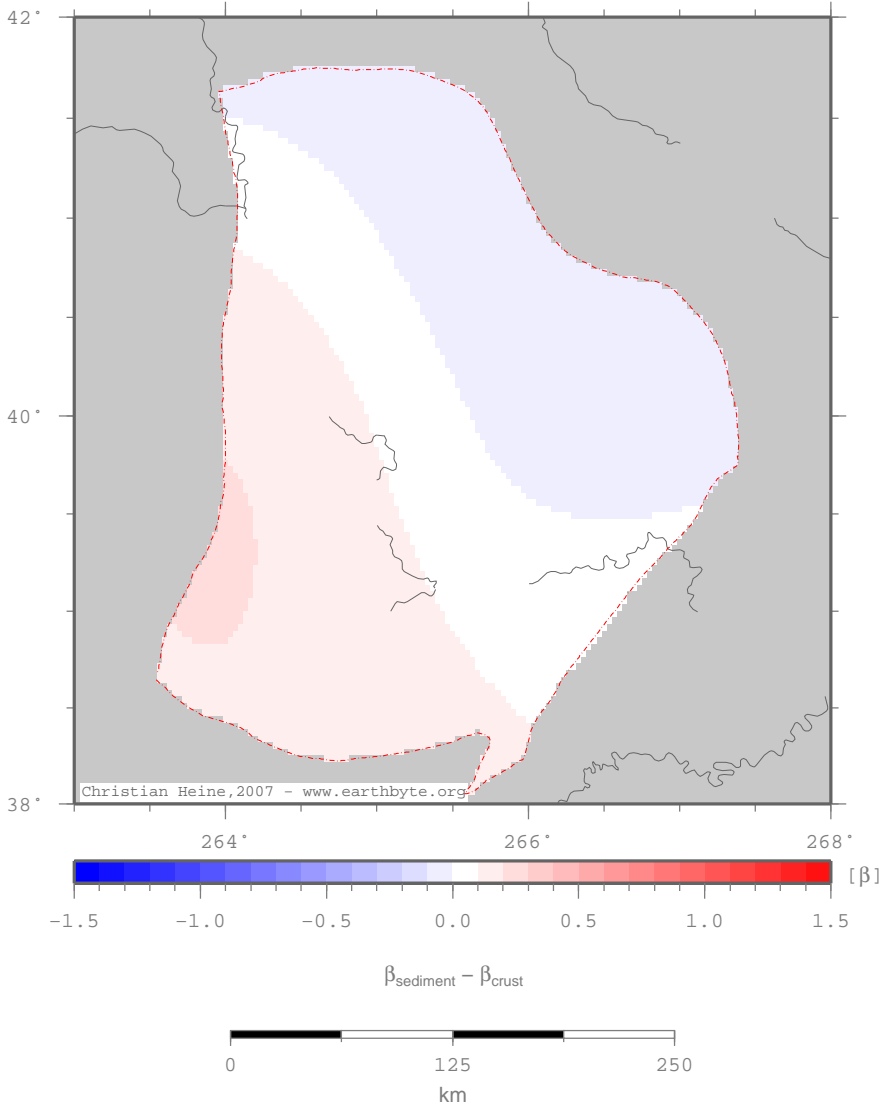 42°
40°
38°
Christian Heine,2007 - www.earthbyte.org
264° 266° 268°
[β]
-1.5 -1.0 -0.5 0.0 0.5 1.0 1.5
βsediment – βcrust
0 125 250
km